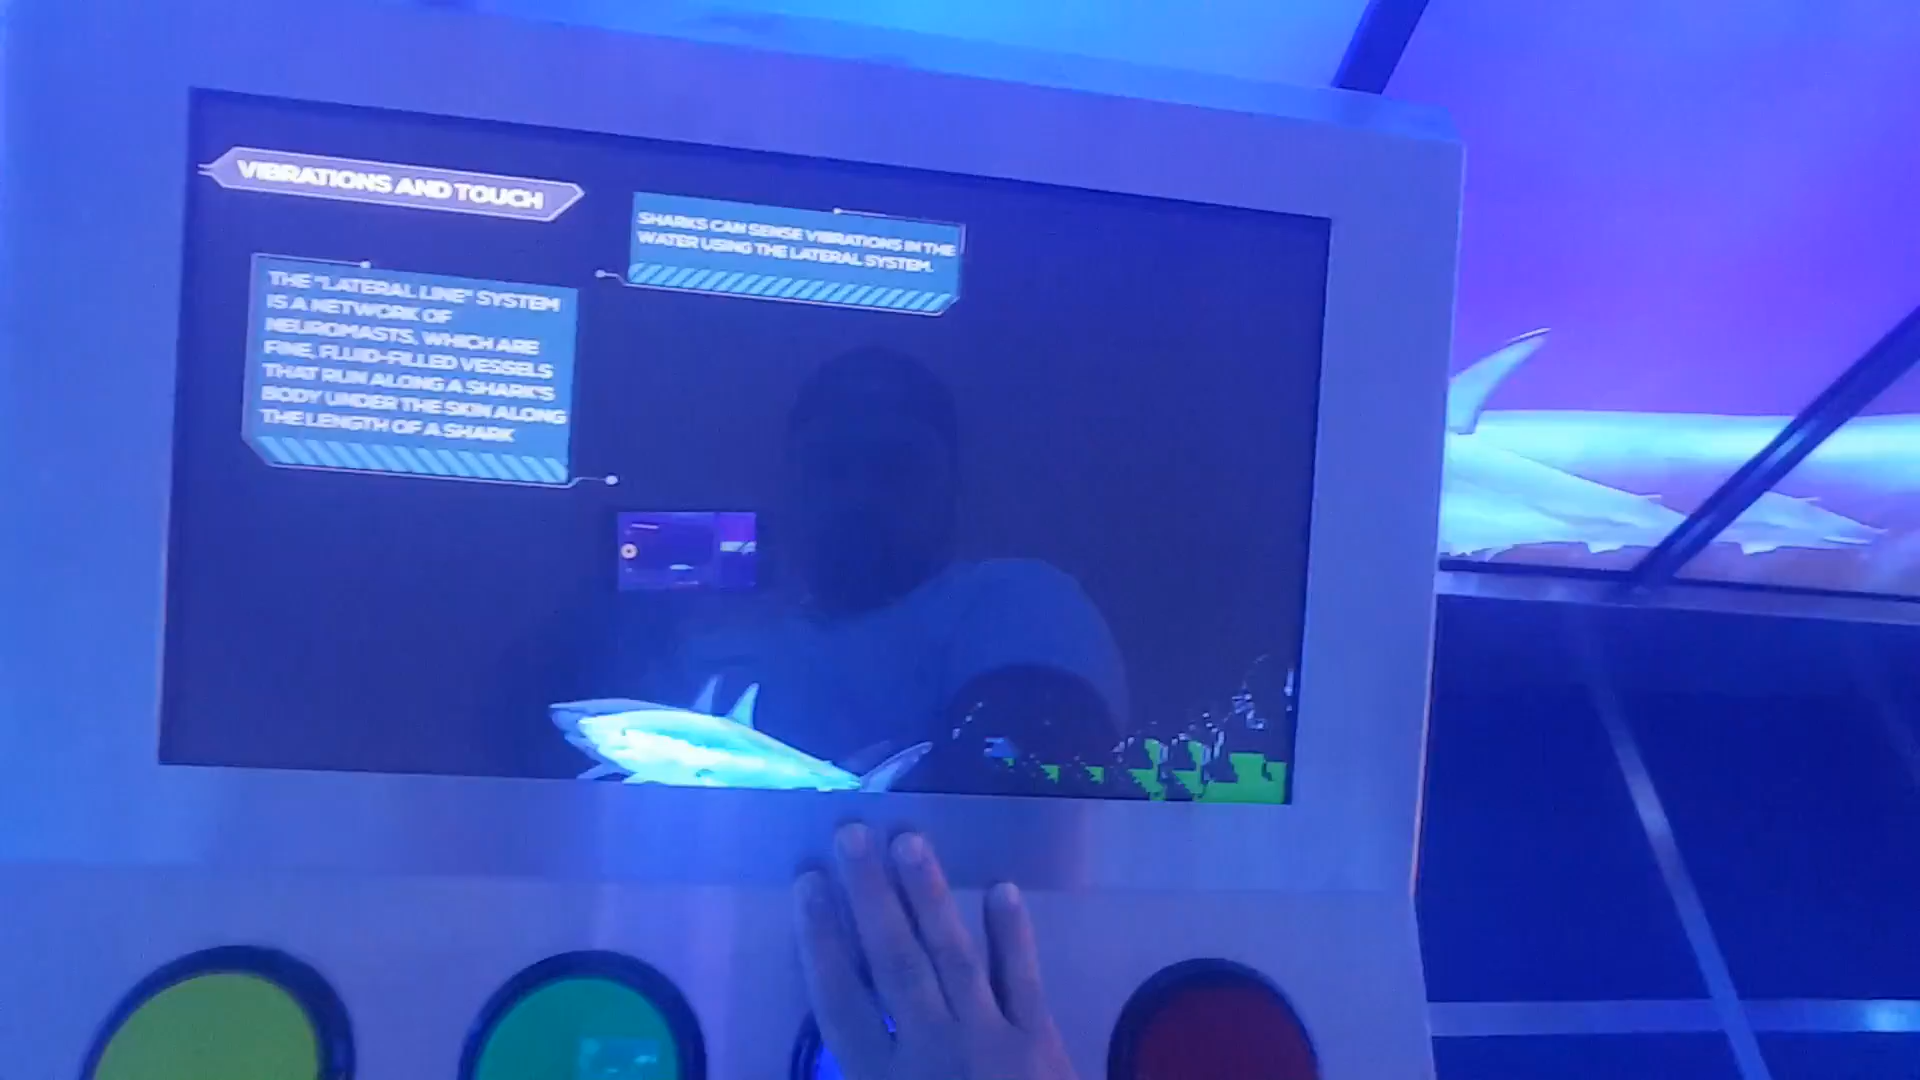 VIBRATIONS AND TOUCH
SHARKS CAN SENSE VIBRATIONS IN THE
WATER USING THE LATERAL SYSTEM.
THE "LATERAL LINE" SYSTEM
IS A NETWORK OF
NEUROMASTS, WHICH ARE
FINE, FLUID-FILLED VESSELS
THAT RUN ALONG A SHARK'S
BODY UNDER THE SKIN ALONG
THE LENGTH OF A SHARK